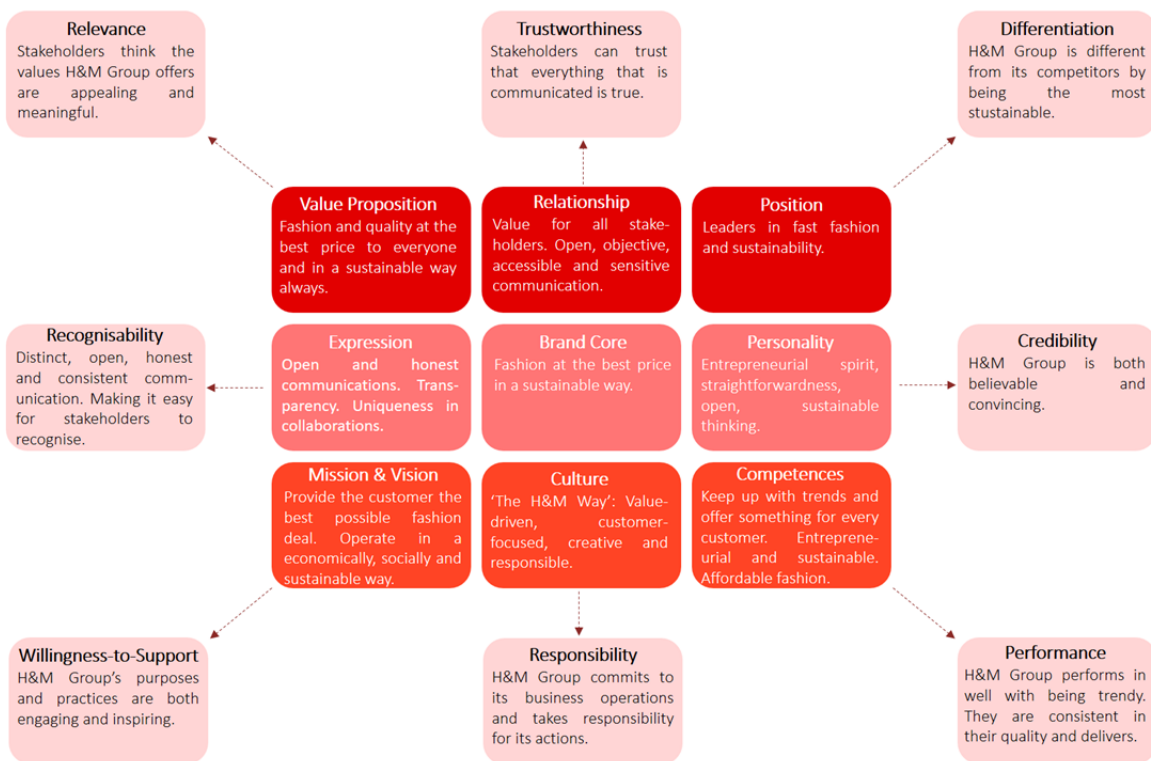 Relevance
Stakeholders think the
values H&M Group offers
are appealing and
meaningful.
Trustworthiness
Stakeholders can trust
that everything that is
communicated is true.
Differentiation
H&M Group is different
from its competitors by
being the most
stustainable.
Value Proposition
Fashion and quality at the
best price to everyone
and in a sustainable way
always.
Relationship
Value for all stake-
holders. Open, objective,
accessible and sensitive
communication.
Position
Leaders in fast fashion
and sustainability.
Recognisability
Distinct, open, honest
and consistent comm-
unication. Making it easy
for stakeholders to
recognise.
Expression
Open and honest
communications. Trans-
parency. Uniqueness in
collaborations.
Brand Core
Fashion at the best price
in a sustainable way.
Personality
Entrepreneurial spirit,
straightforwardness,
open, sustainable
thinking.
Credibility
H&M Group is both
believable and
convincing.
Mission & Vision
Provide the customer the
best possible fashion
deal. Operate in a
economically, socially and
sustainable way.
Culture
'The H&M Way': Value-
driven, customer-
focused, creative and
responsible.
Competences
Keep up with trends and
offer something for every
customer. Entreprene-
urial and sustainable.
Affordable fashion.
Willingness-to-Support
H&M Group's purposes
and practices are both
engaging and inspiring.
Responsibility
H&M Group commits to
its business operations
and takes responsibility
for its actions.
Performance
H&M Group performs in
well with being trendy.
They are consistent in
their quality and delivers.